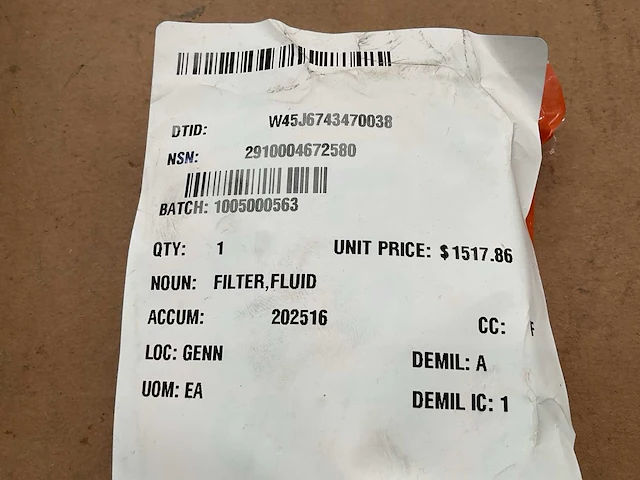 DTID: W45J6743470038
NSN: 2910004672580
BATCH: 1005000563
QTY: 1 UNIT PRICE: $1517.86
NOUN: FILTER,FLUID
ACCUM: 202516 CC:
LOC: GENN DEMIL: A
UOM: EA DEMIL IC: 1